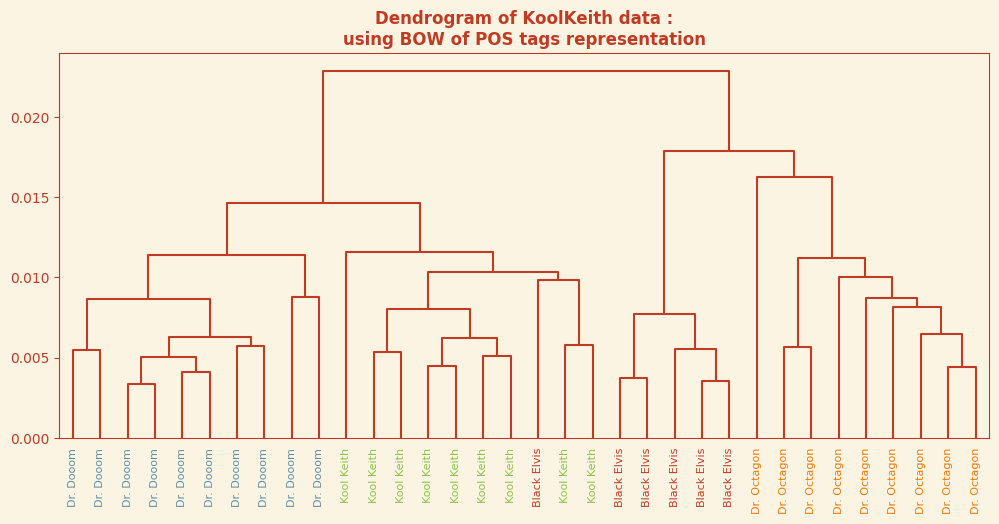 Dendrogram of KoolKeith data :
using BOW of POS tags representation
0.020
0.015
0.010
0.005
0.000
Dr. Dooom
Dr. Dooom
Dr. Dooom
Dr. Dooom
Dr. Dooom
Dr. Dooom
Dr. Dooom
Dr. Dooom
Dr. Dooom
Dr. Dooom
Kool Keith
Kool Keith
Kool Keith
Kool Keith
Kool Keith
Kool Keith
Kool Keith
Black Elvis
Kool Keith
Kool Keith
Black Elvis
Black Elvis
Black Elvis
Black Elvis
Black Elvis
Dr. Octagon
Dr. Octagon
Dr. Octagon
Dr. Octagon
Dr. Octagon
Dr. Octagon
Dr. Octagon
Dr. Octagon
Dr. Octagon